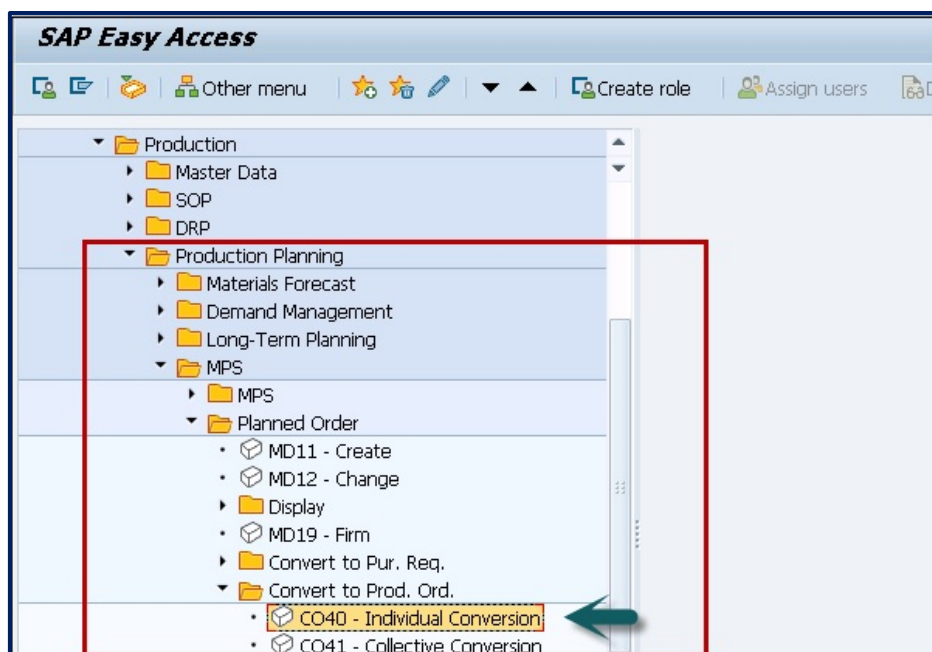 SAP Easy Access
Other menu Create role Assign users
Production
Master Data
SOP
DRP
Production Planning
Materials Forecast
Demand Management
Long-Term Planning
MPS
MPS
Planned Order
MD11 - Create
MD12 - Change
Display
MD19 - Firm
Convert to Pur. Req.
Convert to Prod. Ord.
CO40 - Individual Conversion
CO41 - Collective Conversion